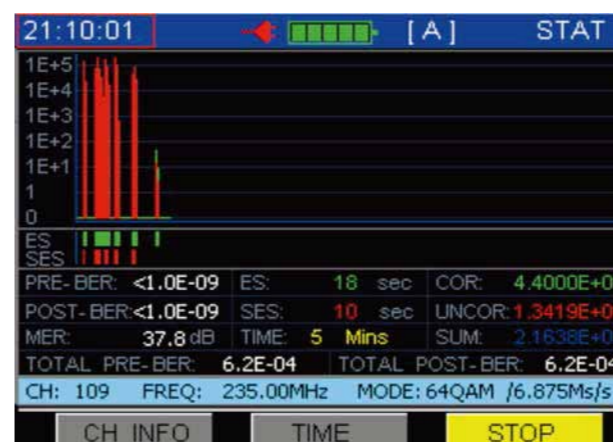 21:10:01 [A] STAT
1E+5
1E+4
1E+3
1E+2
1E+1
1
0
ES
SES
PRE-BER: <1.0E-09 ES: 18 sec COR: 4.4000E+0
POST-BER: <1.0E-09 SES: 10 sec UNCOR: 1.3419E+0
MER: 37.8 dB TIME: 5 Mins SUM: 2.1638E+0
TOTAL PRE-BER: 6.2E-04 TOTAL POST-BER: 6.2E-04
CH: 109 FREQ: 235.00MHz MODE: 64QAM /6.875Ms/s
CH INFO TIME STOP